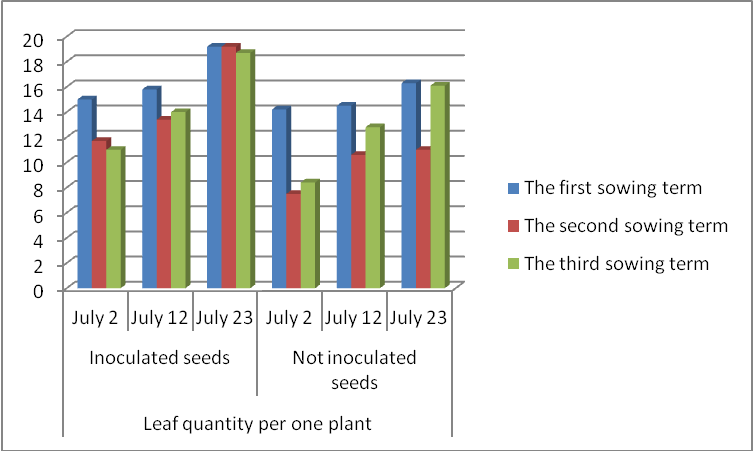 20
18
16
14
12
10
8
6
4
2
0
July 2 July 12 July 23 July 2 July 12 July 23
Inoculated seeds
Not inoculated
seeds
Leaf quantity per one plant
The first sowing term
The second sowing term
The third sowing term